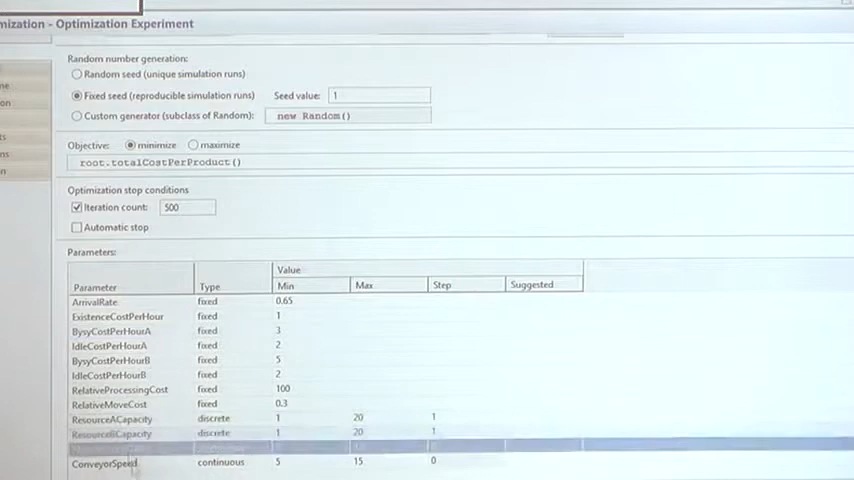 mization - Optimization Experiment
Random number generation:
Random seed (unique simulation runs)
Fixed seed (reproducible simulation runs) Seed value: 1
Custom generator (subclass of Random): new Random()
Objective: minimize maximize
root.totalCostPerProduct()
Optimization stop conditions
Iteration count: 500
Automatic stop
Parameters:
Value
Parameter Type Min Max Step Suggested
ArrivalRate fixed 0.65
ExistenceCostPerHour fixed 1
BysyCostPerHourA fixed 3
IdleCostPerHourA fixed 2
BysyCostPerHourB fixed 5
IdleCostPerHourB fixed 2
RelativeProcessingCost fixed 100
RelativeMoveCost fixed 0.3
ResourceACapacity discrete 1 20 1
ResourceBCapacity discrete 1 20 1
ConveyorSpeed continuous 5 15 0